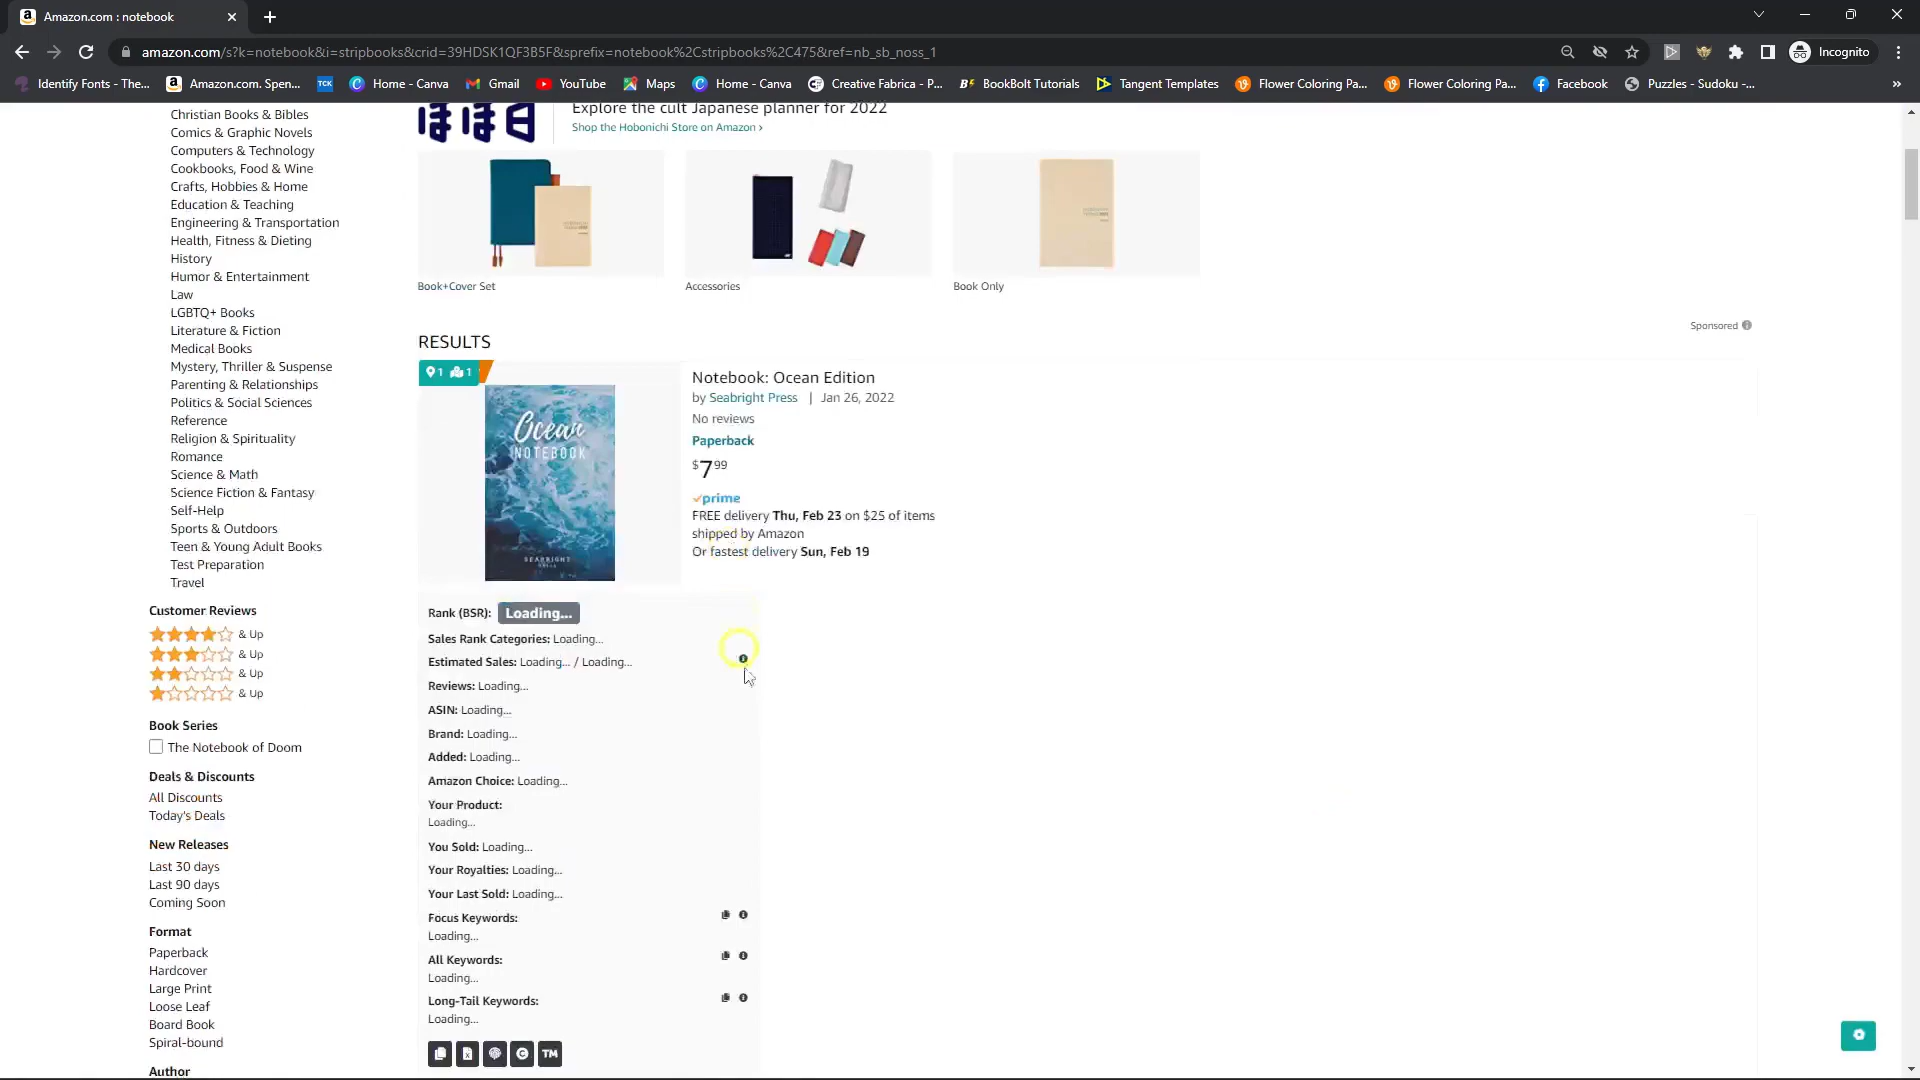 Amazon.com : notebook
amazon.com/s?k=notebook&i=stripbooks&crid=39HDSK1QF3B5F&sprefix=notebook%2Cstripbooks%2C475&ref=nb_sb_noss_1
Incognito
Identify Fonts - The...
Amazon.com. Spen...
TCK
Home - Canva
Gmail
YouTube
Maps
Home - Canva
Creative Fabrica - P...
BookBolt Tutorials
Tangent Templates
Flower Coloring Pa...
Flower Coloring Pa...
Facebook
Puzzles - Sudoku -...
»
Christian Books & Bibles
Comics & Graphic Novels
Computers & Technology
Cookbooks, Food & Wine
Crafts, Hobbies & Home
Education & Teaching
Engineering & Transportation
Health, Fitness & Dieting
History
Humor & Entertainment
Law
LGBTQ+ Books
Literature & Fiction
Medical Books
Mystery, Thriller & Suspense
Parenting & Relationships
Politics & Social Sciences
Reference
Religion & Spirituality
Romance
Science & Math
Science Fiction & Fantasy
Self-Help
Sports & Outdoors
Teen & Young Adult Books
Test Preparation
Travel
Customer Reviews
& Up
& Up
& Up
& Up
Book Series
The Notebook of Doom
Deals & Discounts
All Discounts
Today's Deals
New Releases
Last 30 days
Last 90 days
Coming Soon
Format
Paperback
Hardcover
Large Print
Loose Leaf
Board Book
Spiral-bound
Author
ほぼ日
Explore the cult Japanese planner for 2022
Shop the Hobonichi Store on Amazon ›
Book+Cover Set
Accessories
Book Only
Sponsored
RESULTS
1 1
Ocean
NOTEBOOK
SEABRIGHT
Notebook: Ocean Edition
by Seabright Press | Jan 26, 2022
No reviews
Paperback
$7 99
prime
FREE delivery Thu, Feb 23 on $25 of items
shipped by Amazon
Or fastest delivery Sun, Feb 19
Rank (BSR): Loading...
Sales Rank Categories: Loading...
Estimated Sales: Loading... / Loading...
Reviews: Loading...
ASIN: Loading...
Brand: Loading...
Added: Loading...
Amazon Choice: Loading...
Your Product:
Loading...
You Sold: Loading...
Your Royalties: Loading...
Your Last Sold: Loading...
Focus Keywords:
Loading...
All Keywords:
Loading...
Long-Tail Keywords:
Loading...
TM